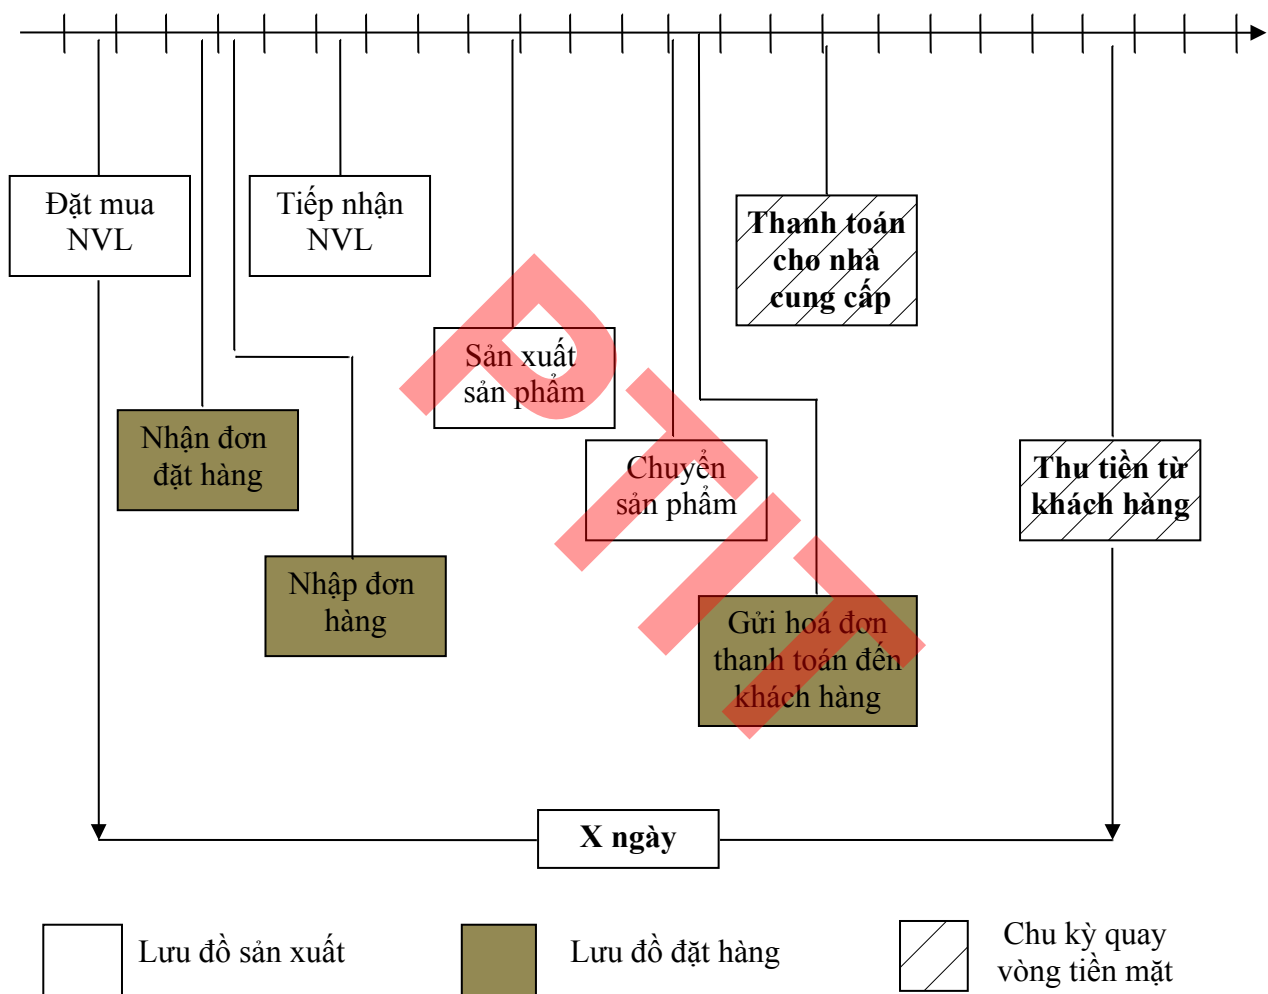 Đặt mua
NVL
Tiếp nhận
NVL
Thanh toán
cho nhà
cung cấp
Sản xuất
sản phẩm
Nhận đơn
đặt hàng
Chuyển
sản phẩm
Thu tiền từ
khách hàng
Nhập đơn
hàng
Gửi hoá đơn
thanh toán đến
khách hàng
PTIT
X ngày
Lưu đồ sản xuất
Lưu đồ đặt hàng
Chu kỳ quay
vòng tiền mặt